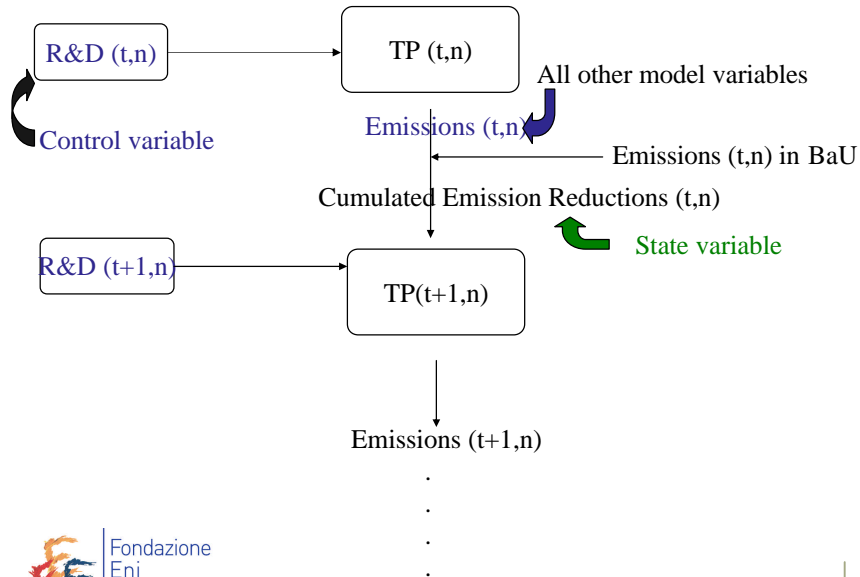 R&D (t,n)
TP (t,n)
All other model variables
Emissions (t,n)
Control variable
Emissions (t,n) in BaU
Cumulated Emission Reductions (t,n)
State variable
R&D (t+1,n)
TP(t+1,n)
Emissions (t+1,n)
.
.
.
.
Fondazione
Eni